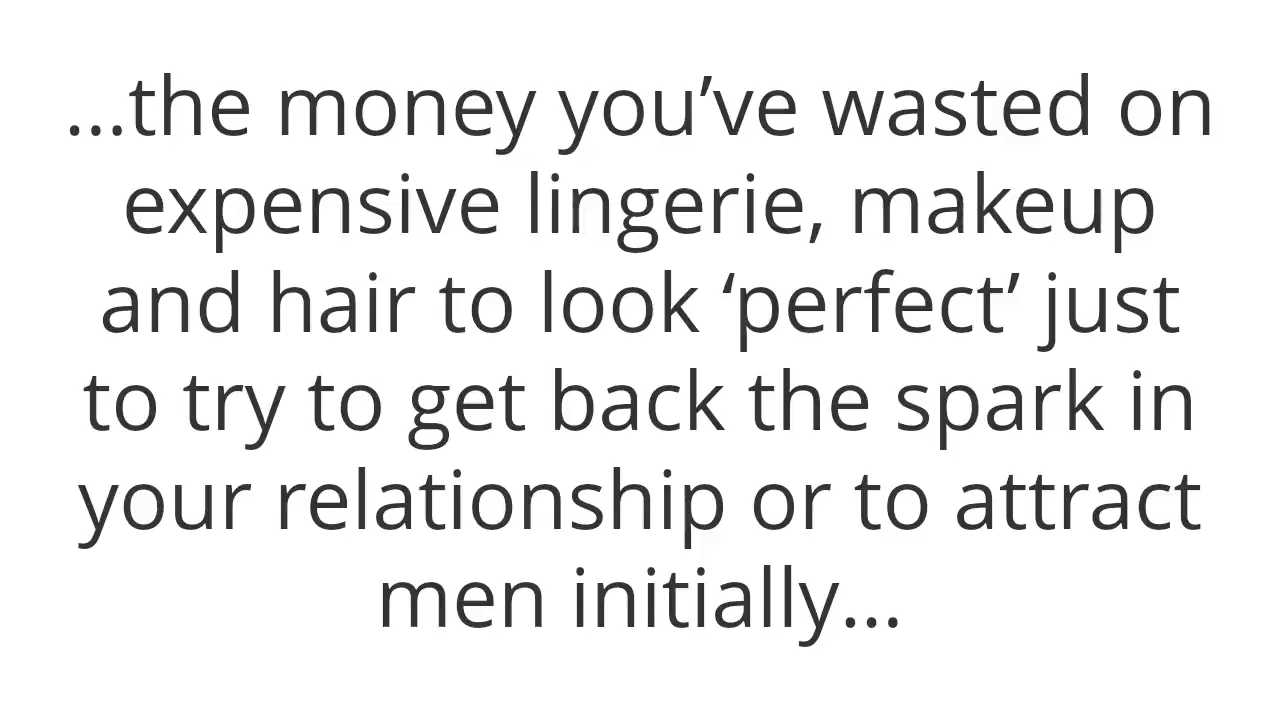 ...the money you’ve wasted on
expensive lingerie, makeup
and hair to look ‘perfect’ just
to try to get back the spark in
your relationship or to attract
men initially...